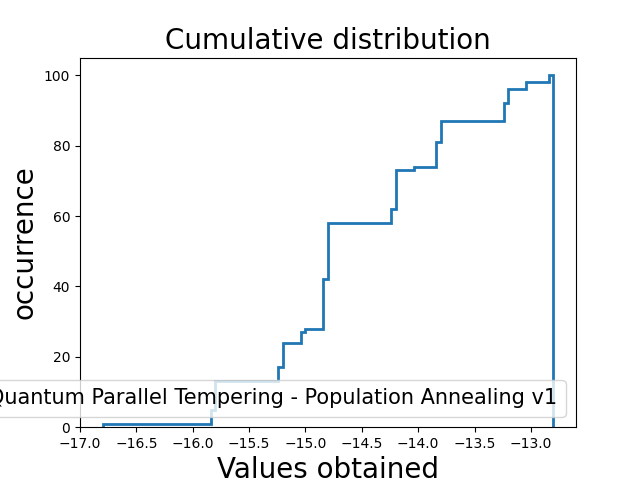 Cumulative distribution
occurrence
100
80
60
40
20
0
Quantum Parallel Tempering - Population Annealing v1
−17.0 −16.5 −16.0 −15.5 −15.0 −14.5 −14.0 −13.5 −13.0
Values obtained